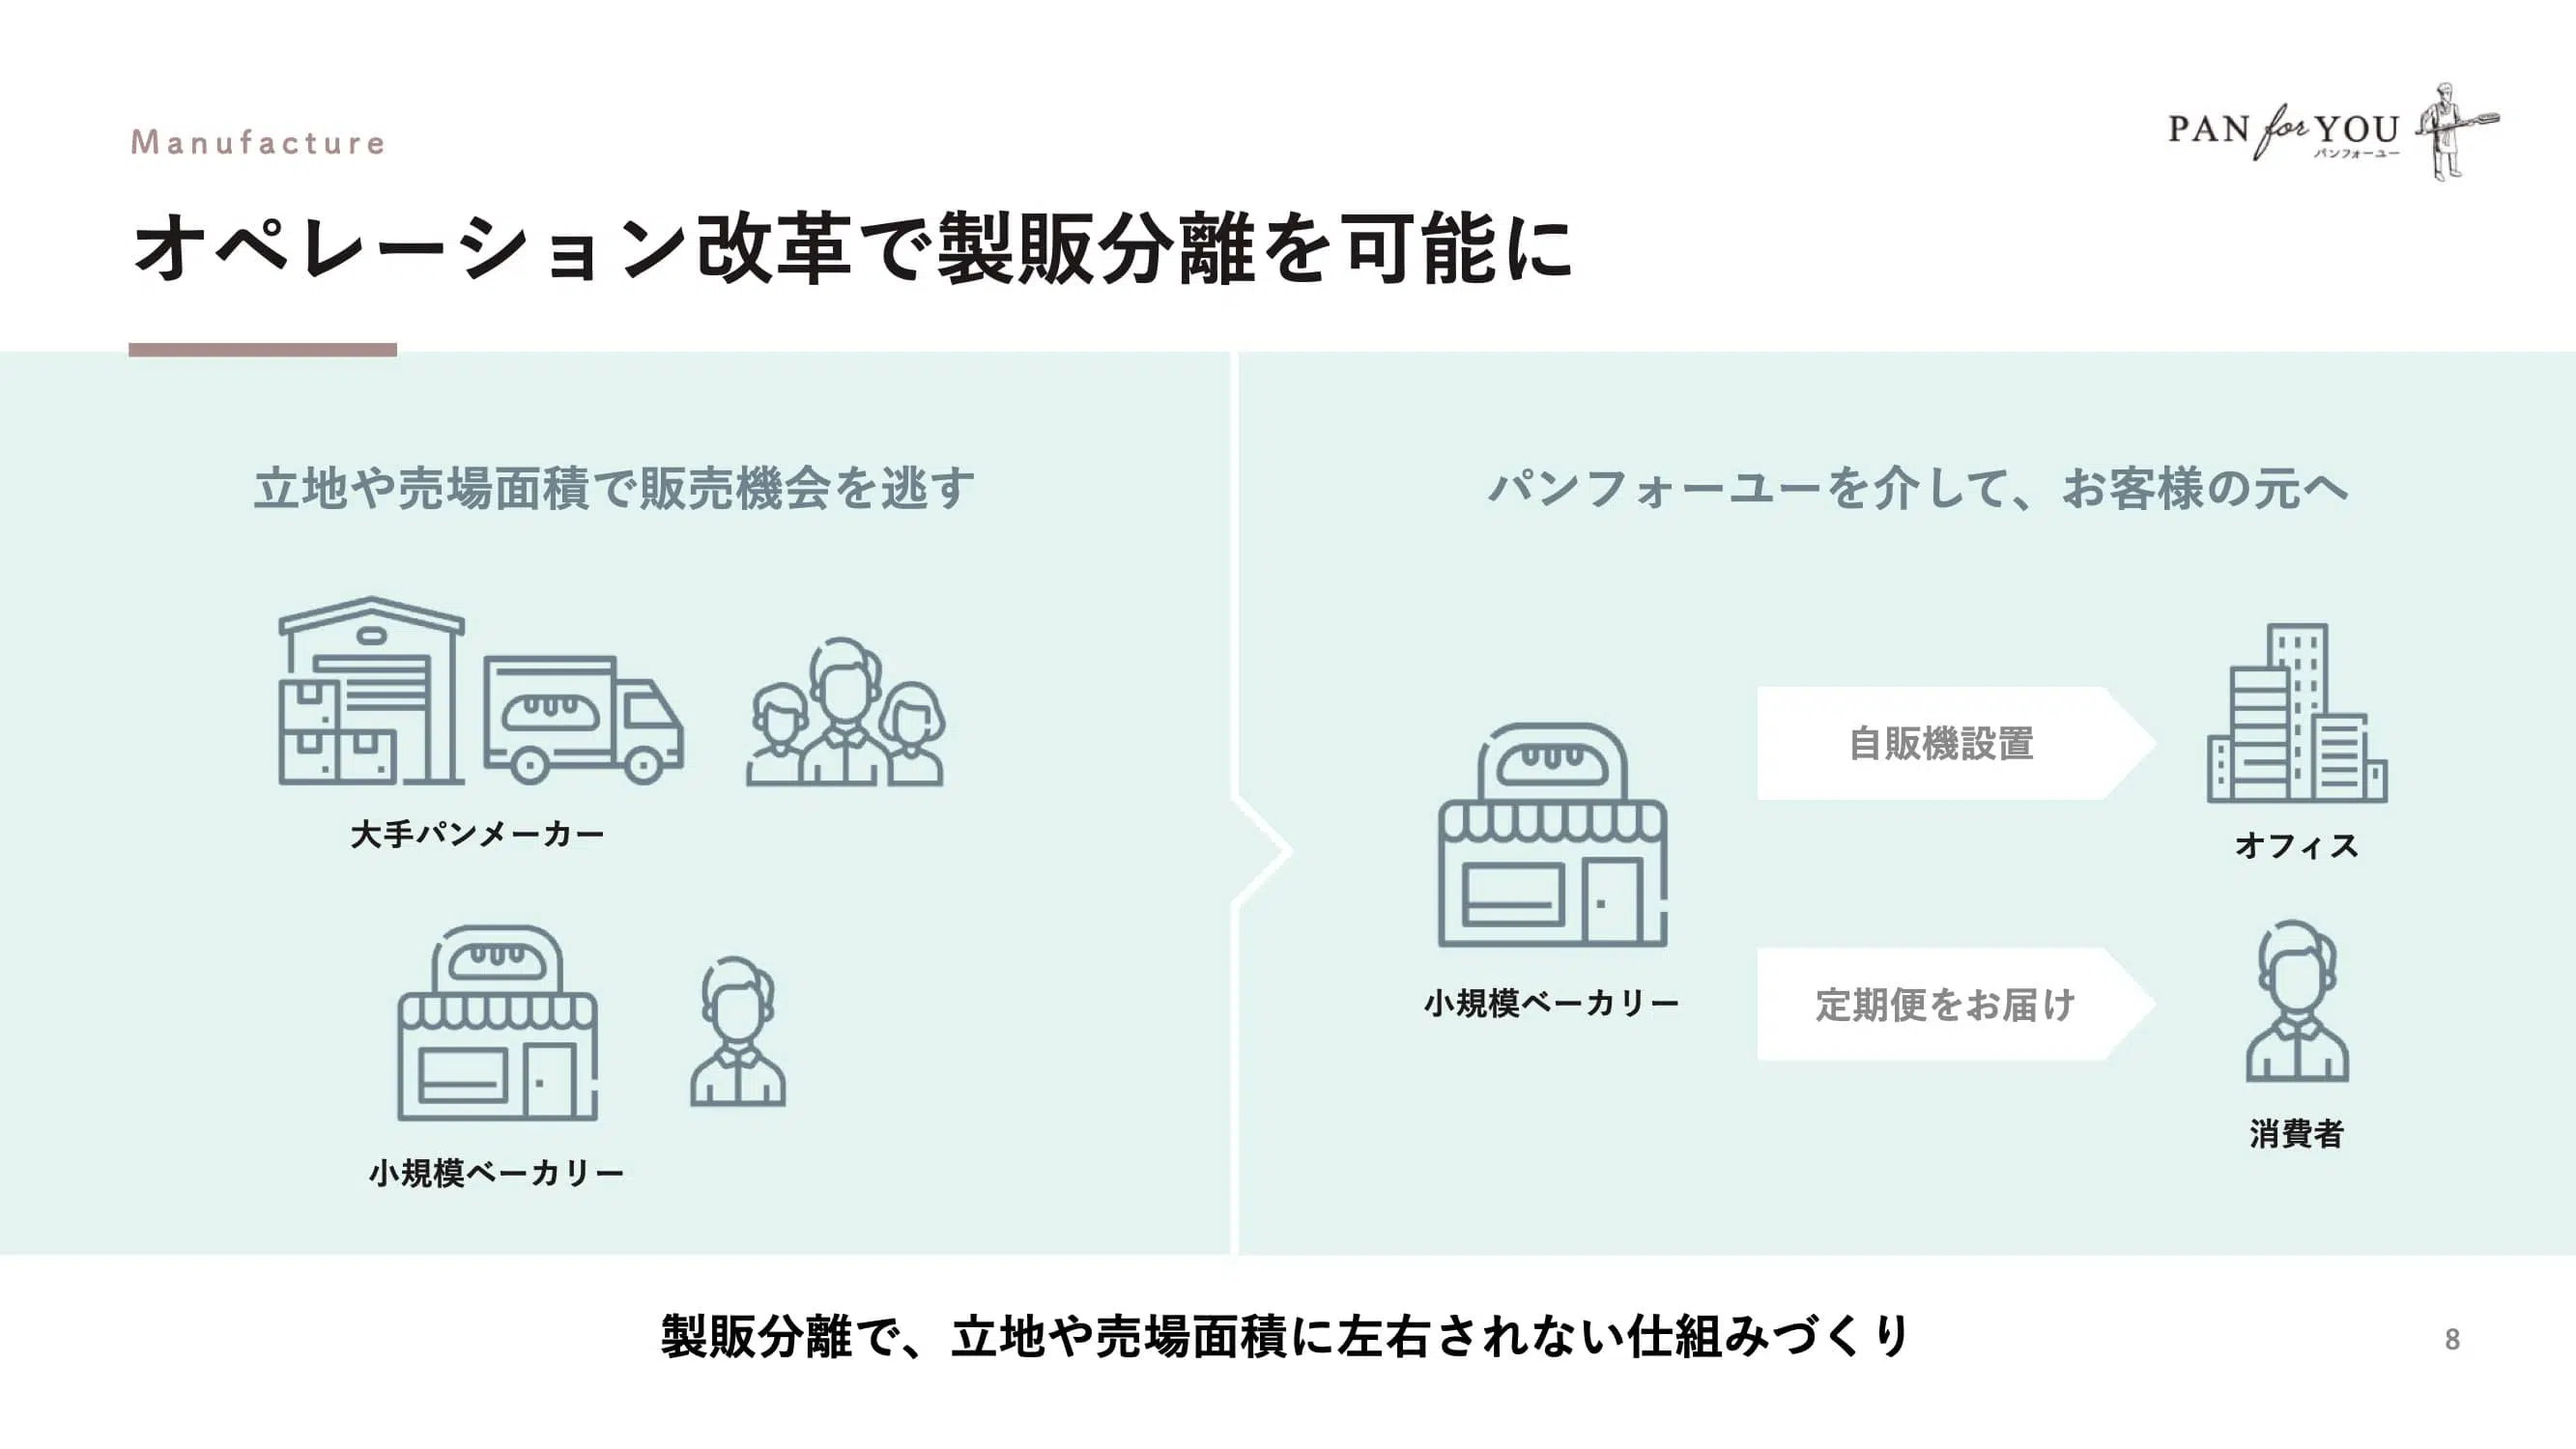 Manufacture
PAN for YOU
パンフォーユー
オペレーション改革で製販分離を可能に
立地や売場面積で販売機会を逃す
大手パンメーカー
小規模ベーカリー
パンフォーユーを介して、お客様の元へ
小規模ベーカリー
自販機設置
オフィス
定期便をお届け
消費者
製販分離で、立地や売場面積に左右されない仕組みづくり
8